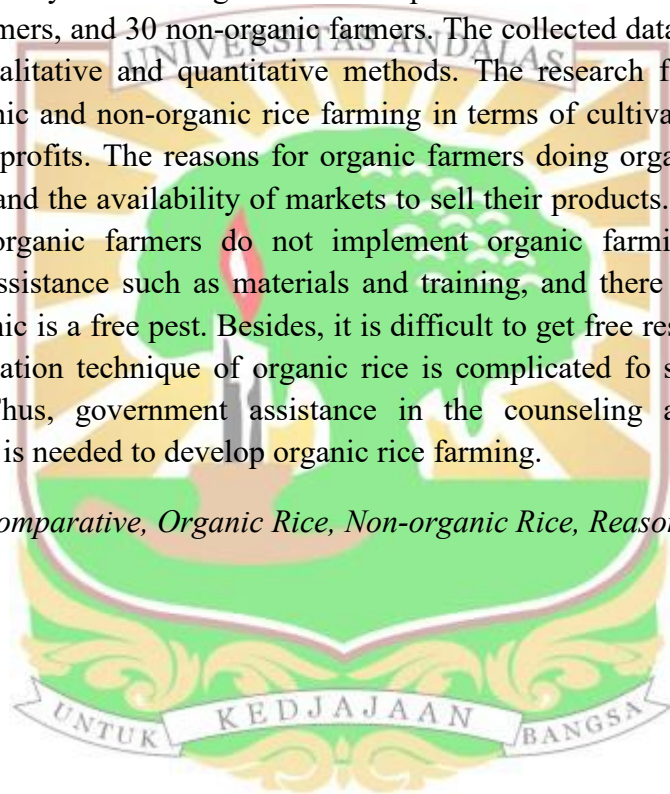 mers, and 30 non-organic farmers. The collected data
UNIVERSITAS ANDALAS
alitative and quantitative methods. The research f
nic and non-organic rice farming in terms of cultiva
profits. The reasons for organic farmers doing orga
and the availability of markets to sell their products.
organic farmers do not implement organic farmi
ssistance such as materials and training, and there
nic is a free pest. Besides, it is difficult to get free res
ation technique of organic rice is complicated fo s
hus, government assistance in the counseling a
is needed to develop organic rice farming.
omparative, Organic Rice, Non-organic Rice, Reason
UNTUK KEDJAJAAN BANGSA